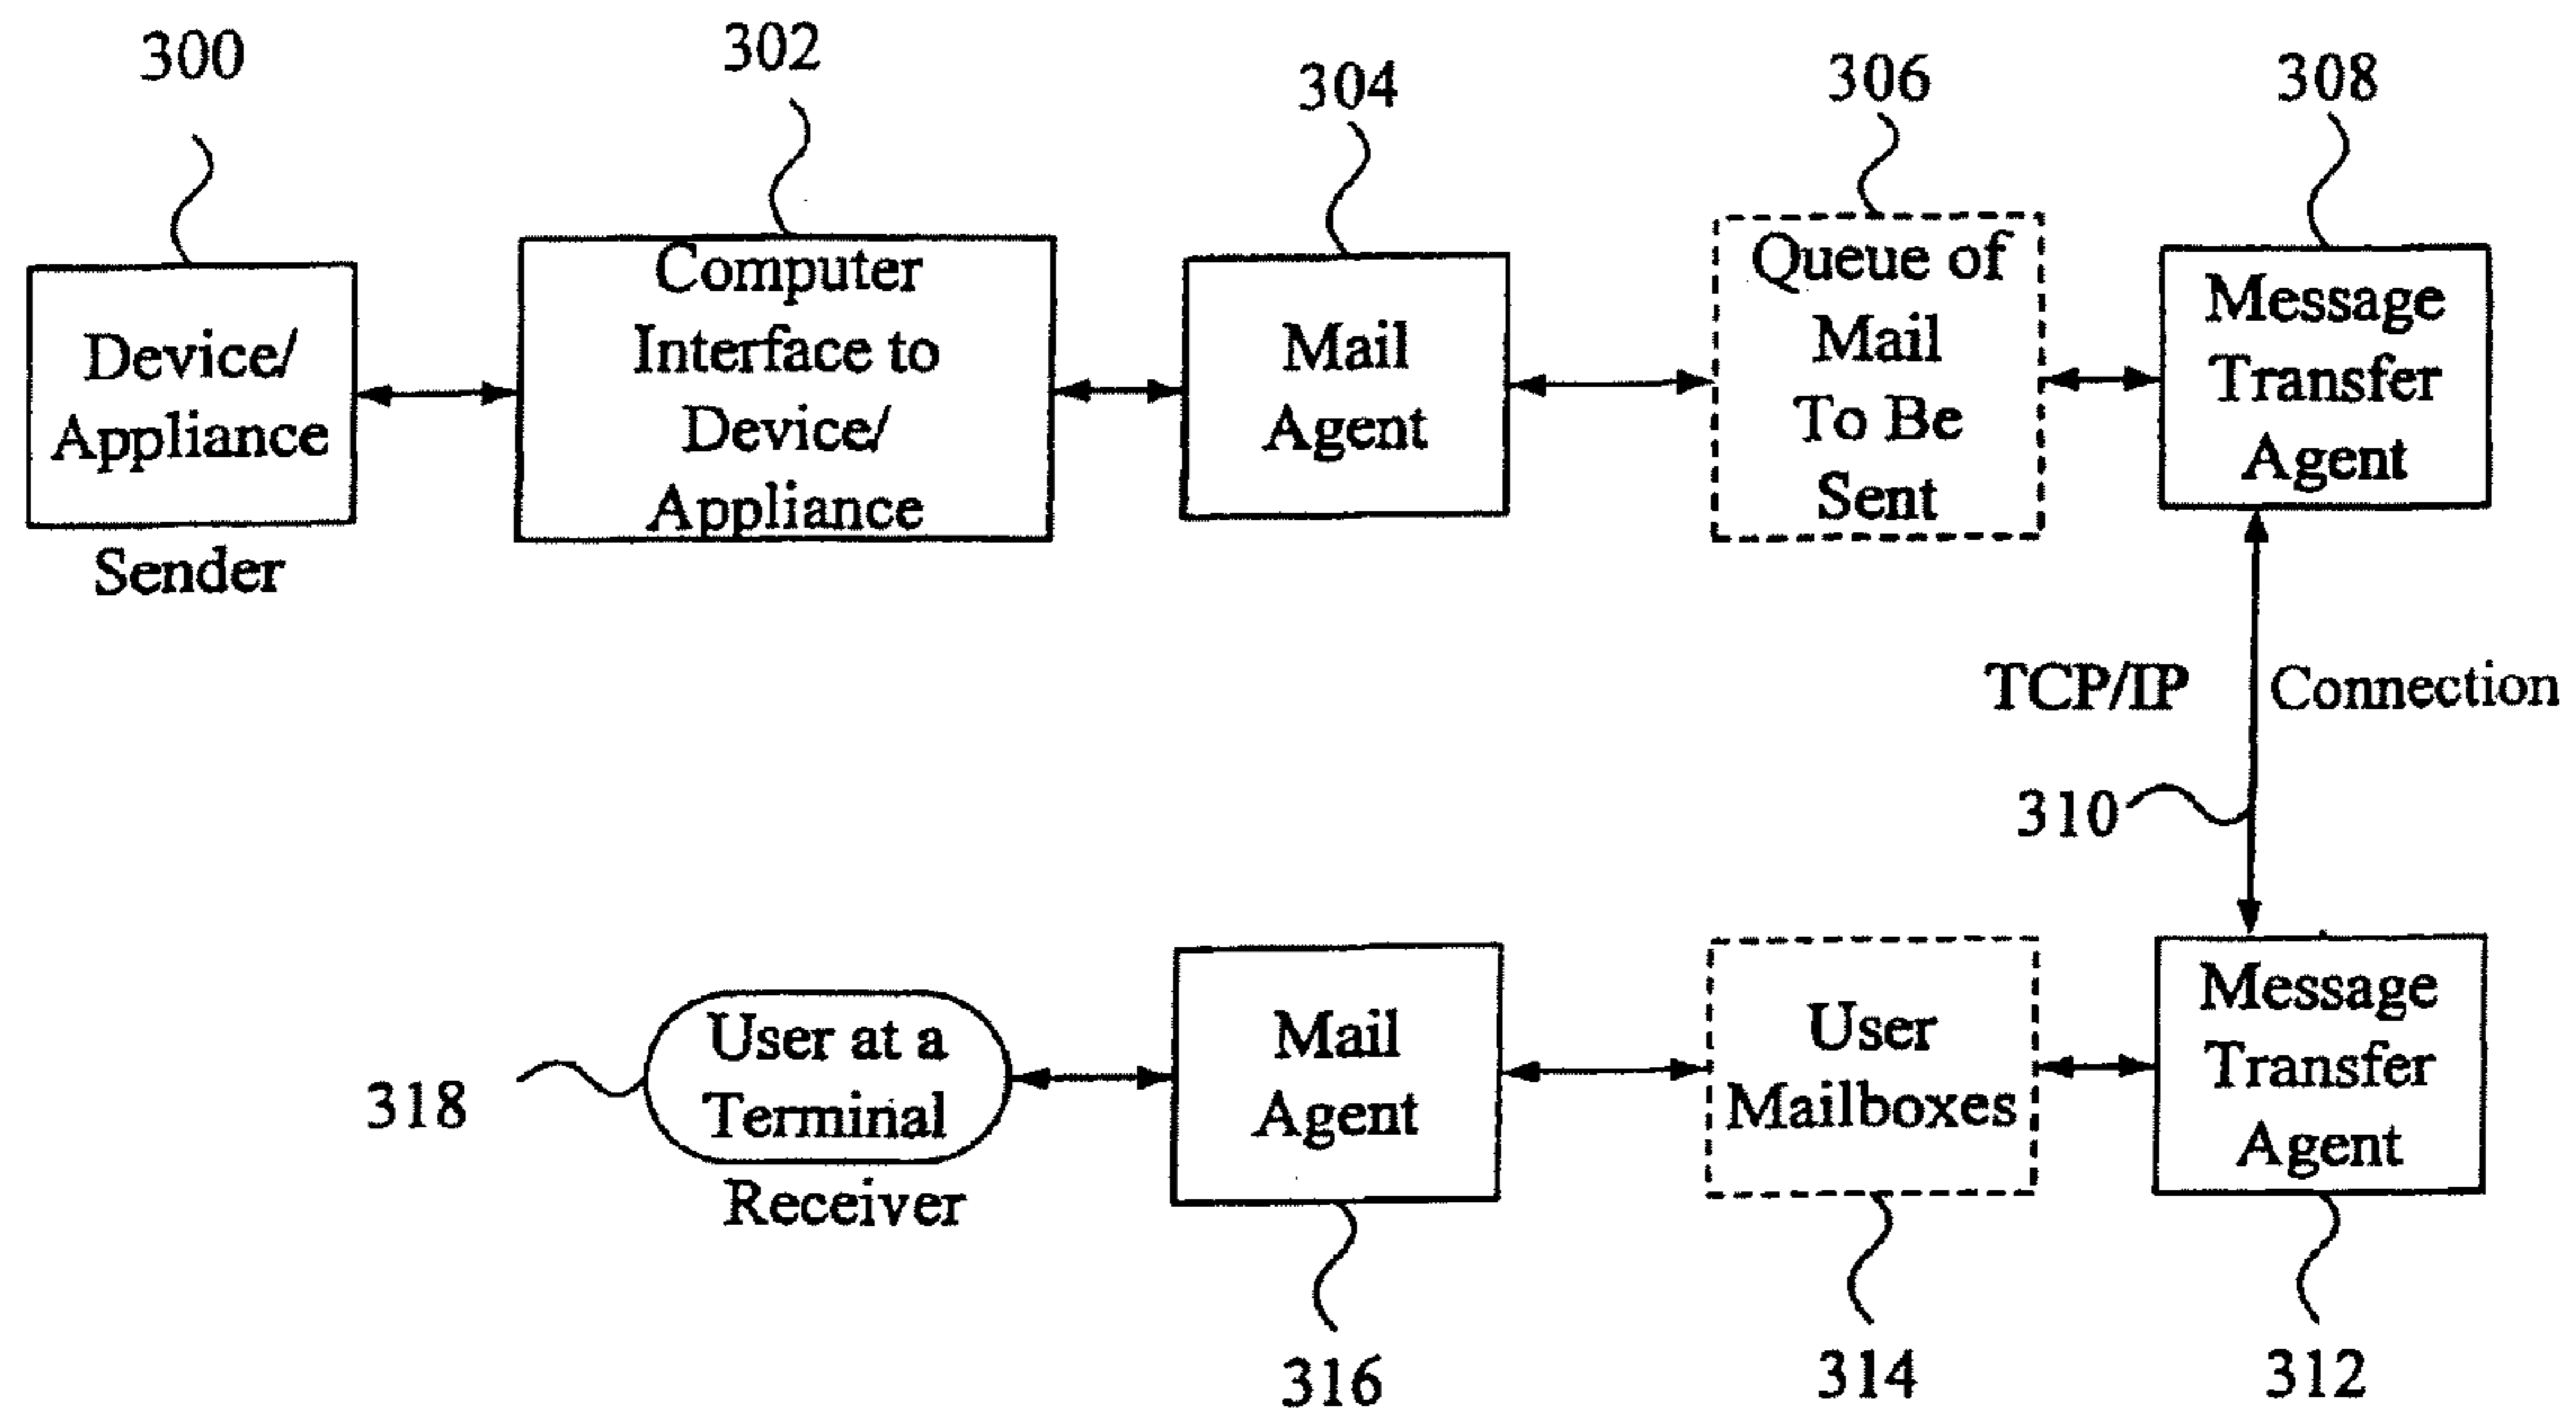 300
302
304
306
308
Device/
Appliance
Sender
Computer
Interface to
Device/
Appliance
Mail
Agent
Queue of
Mail
To Be
Sent
Message
Transfer
Agent
TCP/IP Connection
310
318
User at a
Terminal
Receiver
Mail
Agent
User
Mailboxes
Message
Transfer
Agent
316
314
312